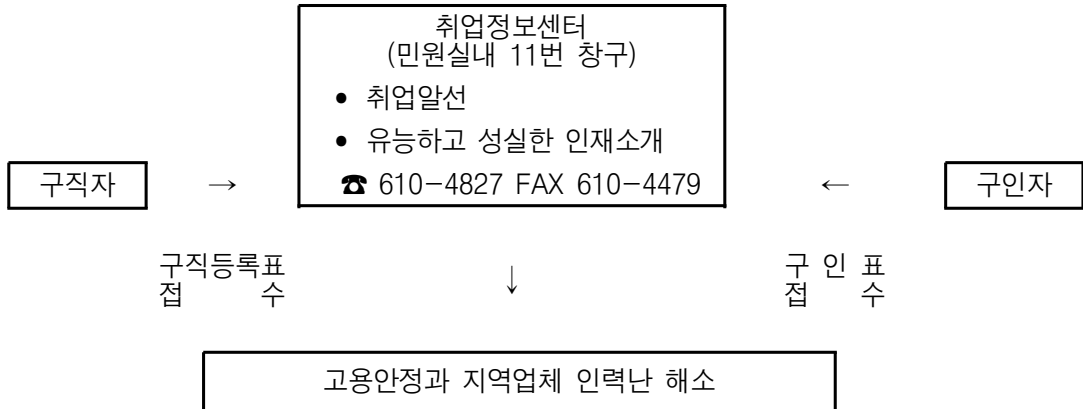 취업정보센터
(민원실내 11번 창구)
• 취업알선
• 유능하고 성실한 인재소개
☎ 610-4827 FAX 610-4479
구직자 → ← 구인자
구직등록표
접 수
↓
구 인 표
접 수
고용안정과 지역업체 인력난 해소